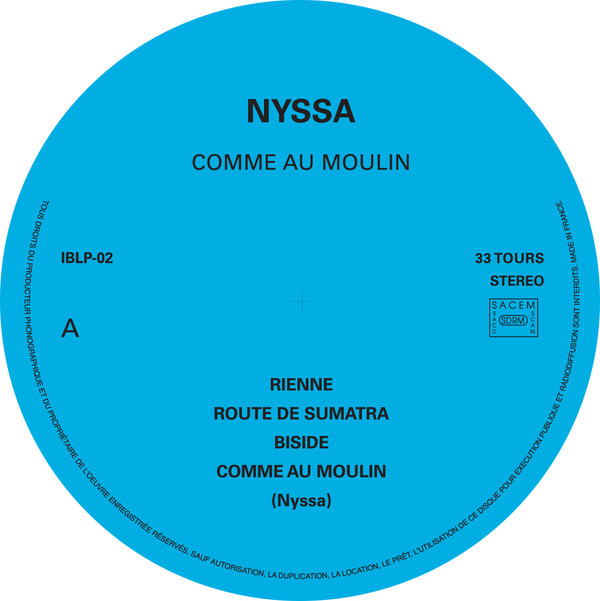 NYSSA
COMME AU MOULIN
IBLP-02
33 TOURS
STEREO
A
SACEM
SACD
SDRM
SCAM
RIENNE
ROUTE DE SUMATRA
BISIDE
COMME AU MOULIN
(Nyssa)
TOUS DROITS DU PRODUCTEUR PHONOGRAPHIQUE ET DU PROPRIÉTAIRE DE L'OEUVRE ENREGISTRÉE RÉSERVÉS. SAUF AUTORISATION, LA DUPLICATION, LA LOCATION, LE PRÊT, L'UTILISATION DE CE DISQUE POUR EXECUTION PUBLIQUE ET RADIODIFFUSION SONT INTERDITS. MADE IN FRANCE.